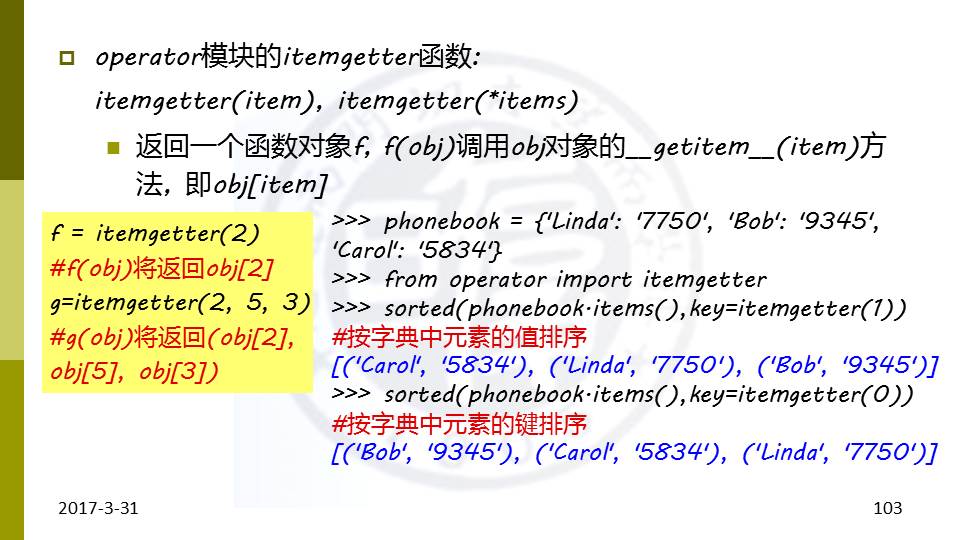 operator模块的itemgetter函数:
itemgetter(item), itemgetter(*items)
返回一个函数对象f, f(obj)调用obj对象的__getitem__(item)方
法, 即obj[item]
f = itemgetter(2)
#f(obj)将返回obj[2]
g=itemgetter(2, 5, 3)
#g(obj)将返回(obj[2],
obj[5], obj[3])
>>> phonebook = {'Linda': '7750', 'Bob': '9345',
'Carol': '5834'}
>>> from operator import itemgetter
>>> sorted(phonebook.items(),key=itemgetter(1))
#按字典中元素的值排序
[('Carol', '5834'), ('Linda', '7750'), ('Bob', '9345')]
>>> sorted(phonebook.items(),key=itemgetter(0))
#按字典中元素的键排序
[('Bob', '9345'), ('Carol', '5834'), ('Linda', '7750')]
2017-3-31
103